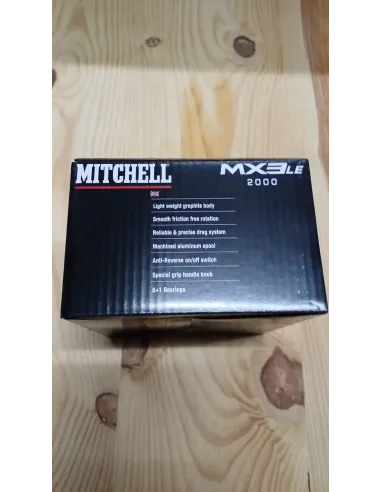 MITCHELL
MX3LE
2000
Light weight graphite body
Smooth friction free rotation
Reliable & precise drag system
Machined aluminum spool
Anti-Reverse on/off switch
Special grip handle knob
8+1 Bearings